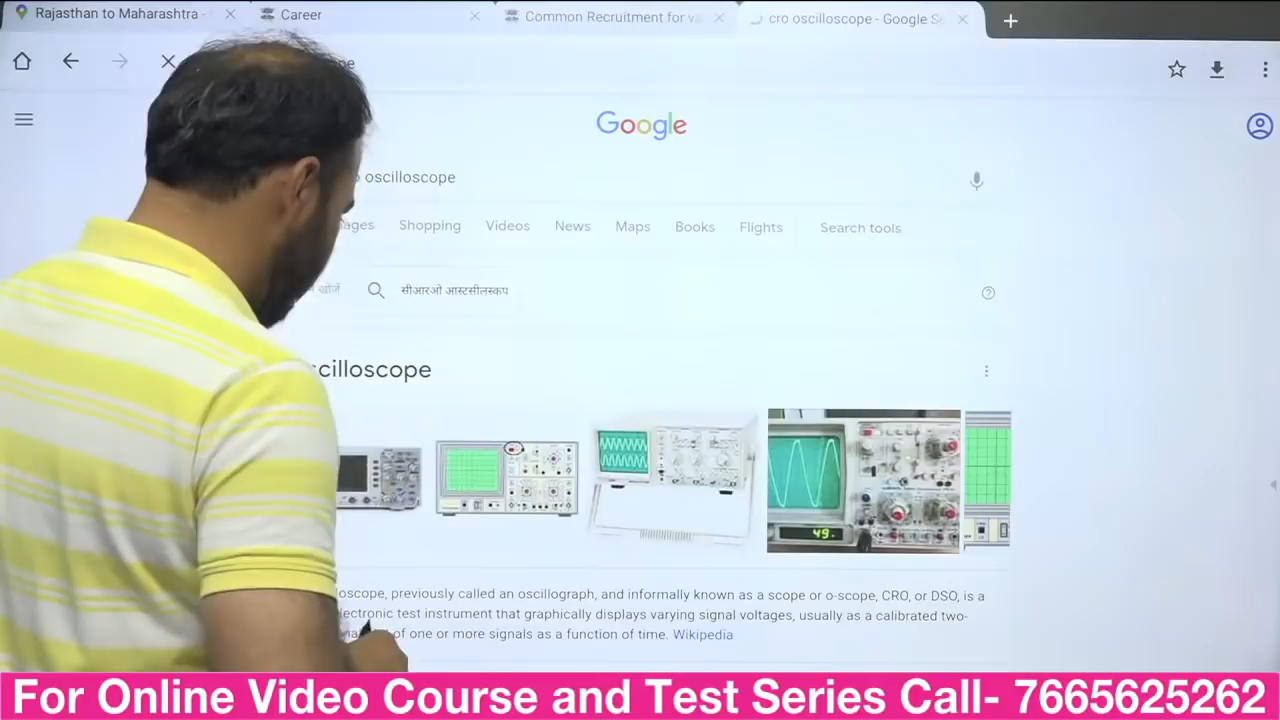 Rajasthan to Maharashtra -
Career
Common Recruitment for va
cro oscilloscope - Google Se
Google
oscilloscope
ages Shopping Videos News Maps Books Flights Search tools
खोजें सीआरओ आस्टसीलस्कप
scilloscope
49.
loscope, previously called an oscillograph, and informally known as a scope or o-scope, CRO, or DSO, is a
lectronic test instrument that graphically displays varying signal voltages, usually as a calibrated two-
of one or more signals as a function of time. Wikipedia
For Online Video Course and Test Series Call- 7665625262